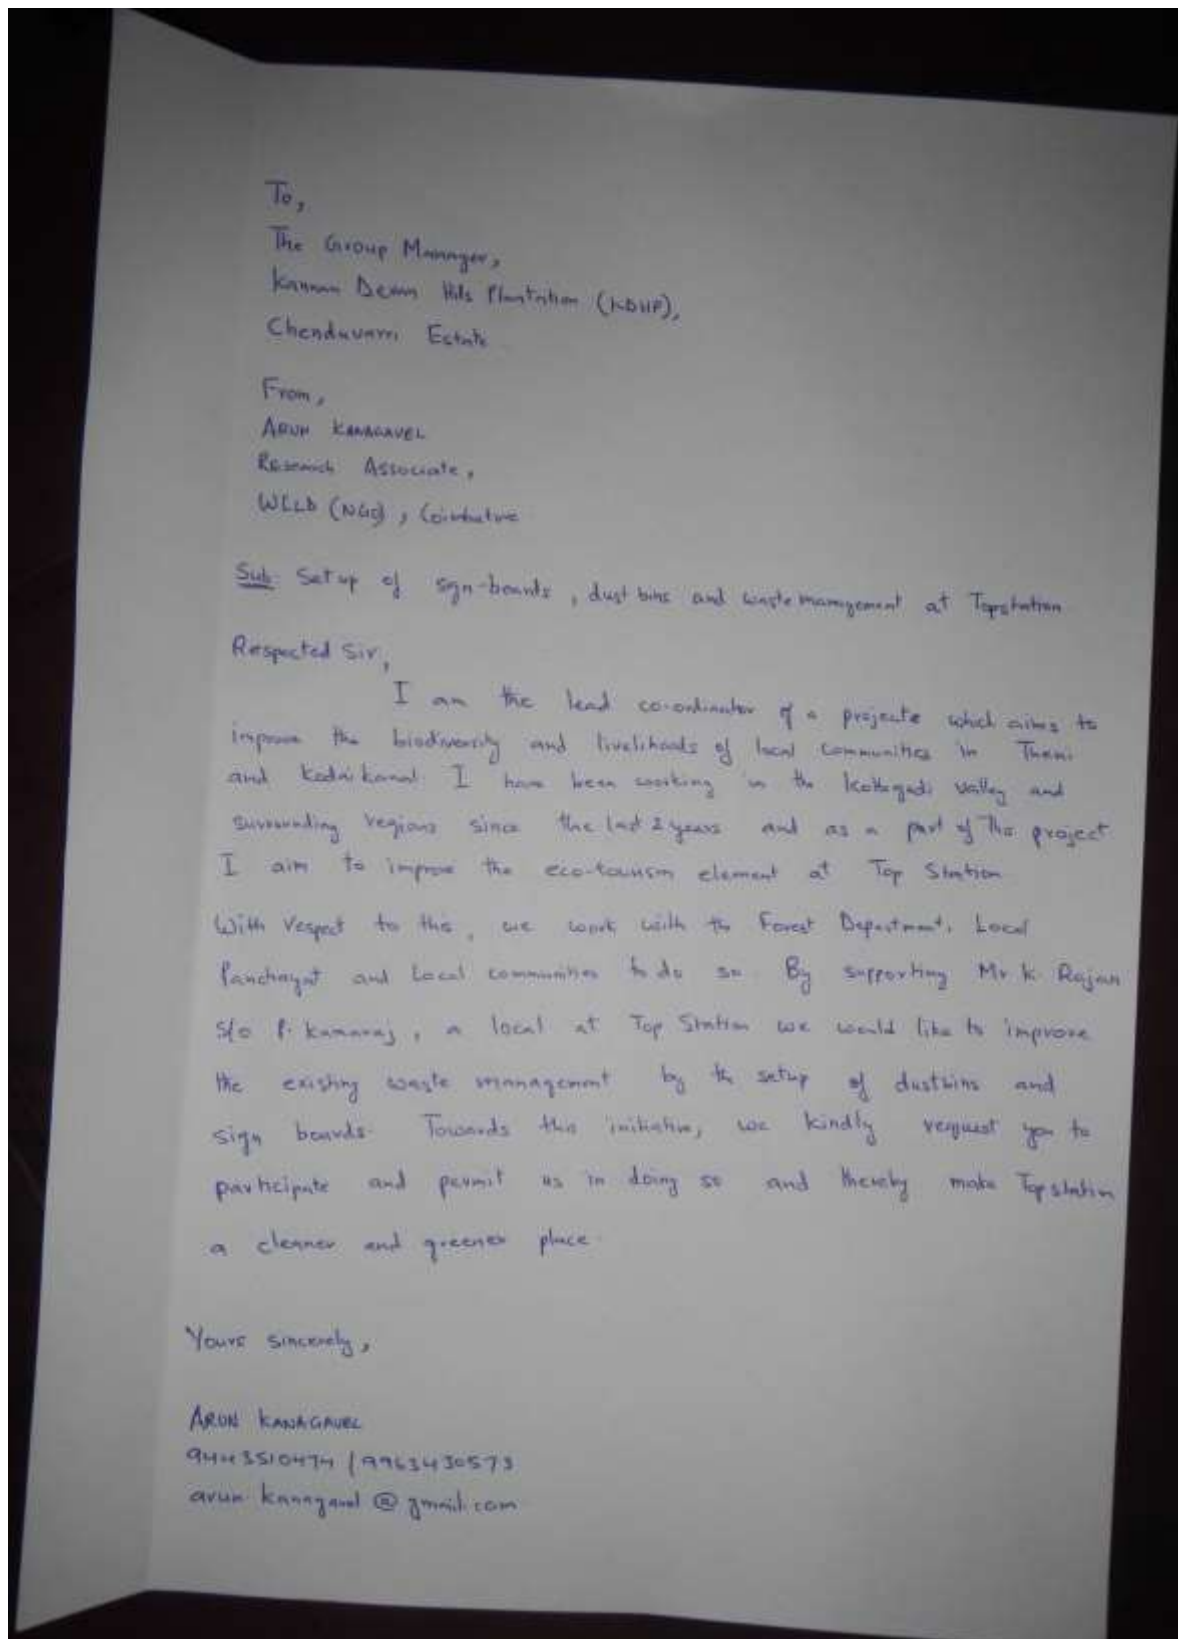 To,
The Group Manager,
Kannan Devan Hills Plantation (KDHP),
Chenduvarai Estate
From,
ARUN KANAGAVEL
Research Associate,
WCLD (NGO), Coimbatore
Sub: Setup of sign-boards, dust bins and waste management at Topstation
Respected Sir,
I am the lead co-ordinator of a projecte which aims to
improve the biodiversity and livelihoods of local communities in Theni
and Kodaikanal. I have been working in the Kottagudi valley and
surrounding regions since the last 2 years and as a part of the project.
I aim to improve the eco-tourism element at Top Station
With respect to this, we work with the Forest Department, Local
Panchayat and Local communities to do so. By supporting Mr K. Rajan
S/o P. Kamaraj, a local at Top Station we would like to improve
the existing waste management by the setup of dustbins and
sign boards. Towards this initiative, we kindly request you to
participate and permit us in doing so and thereby make Topstation
a cleaner and greener place.
Yours sincerely,
ARUN KANAGAVEL
9443510474 / 9963430573
arun.kanagavel@gmail.com